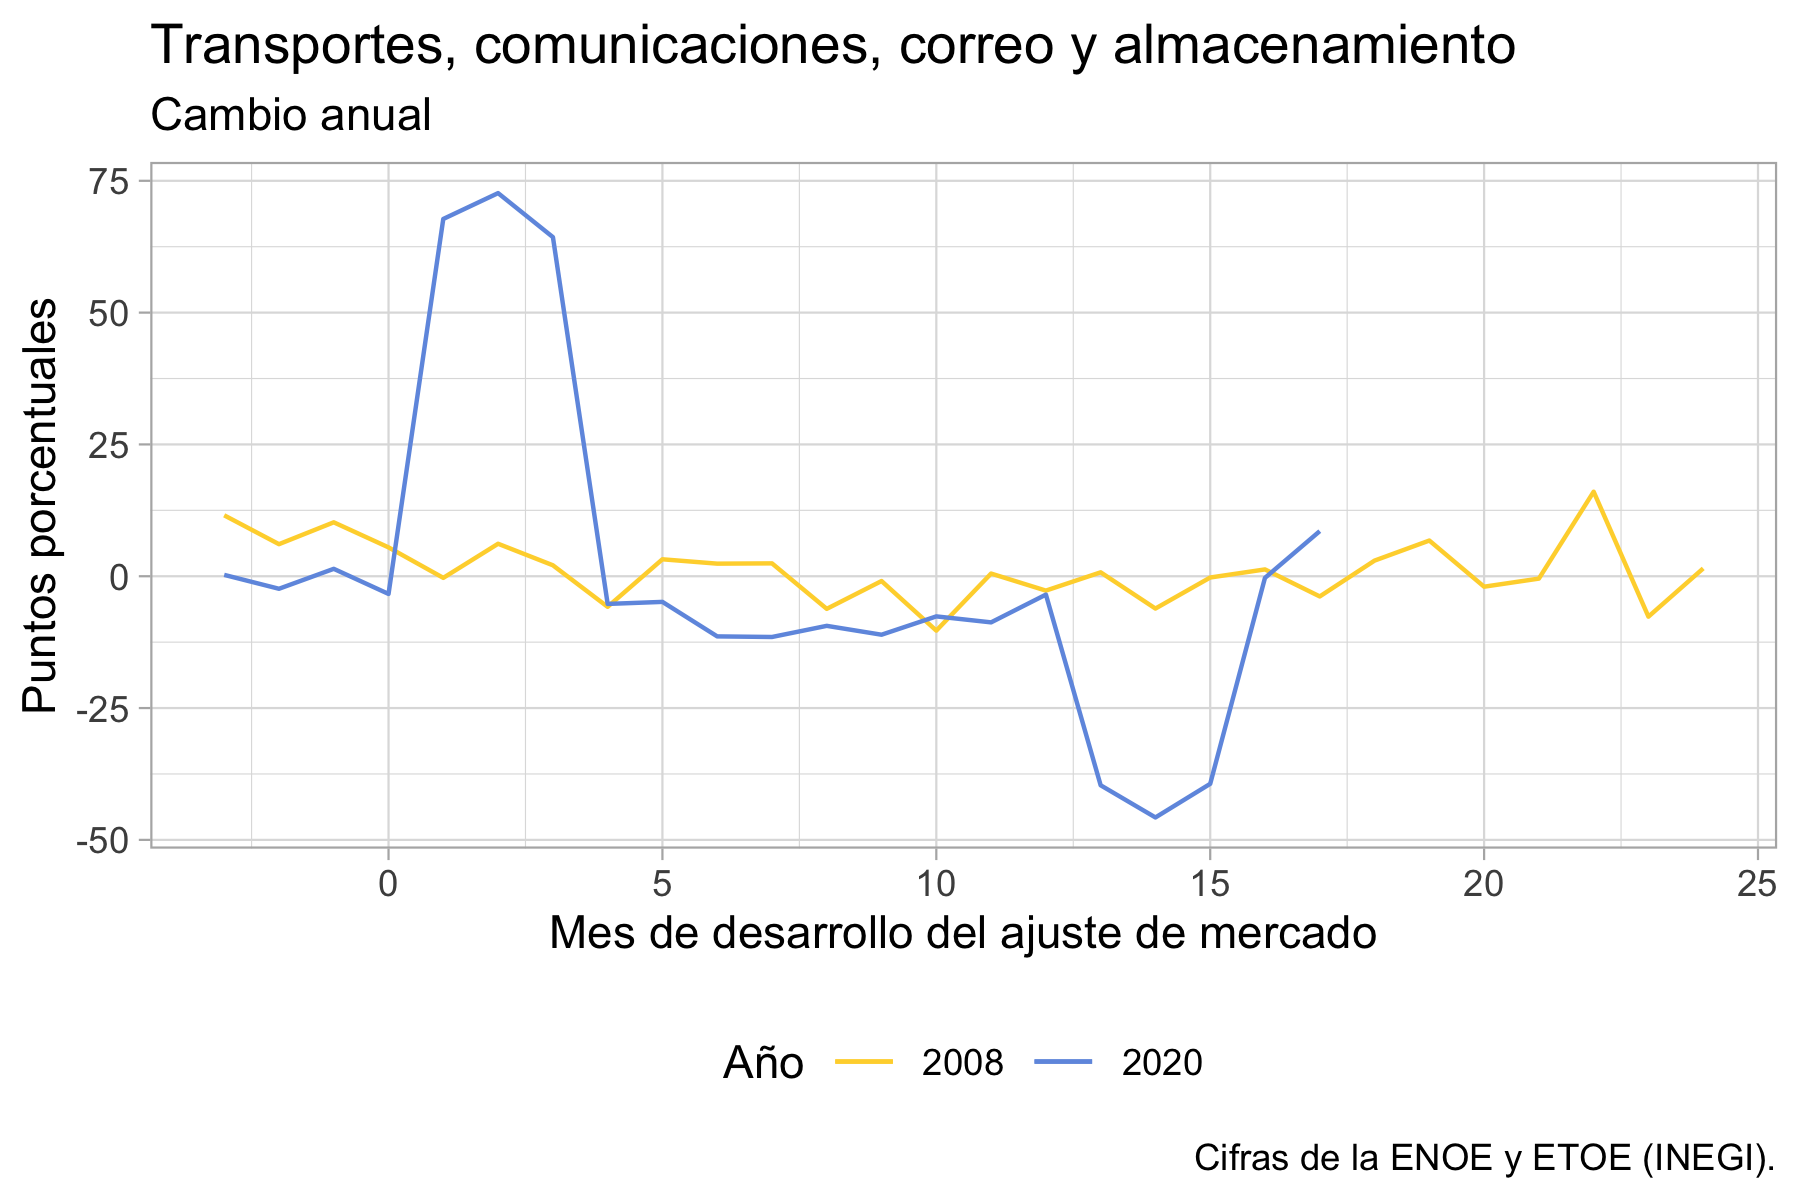 Transportes, comunicaciones, correo y almacenamiento
Cambio anual
Puntos porcentuales
75
50
25
0
-25
-50
0 5 10 15 20 25
Mes de desarrollo del ajuste de mercado
Año 2008 2020
Cifras de la ENOE y ETOE (INEGI).